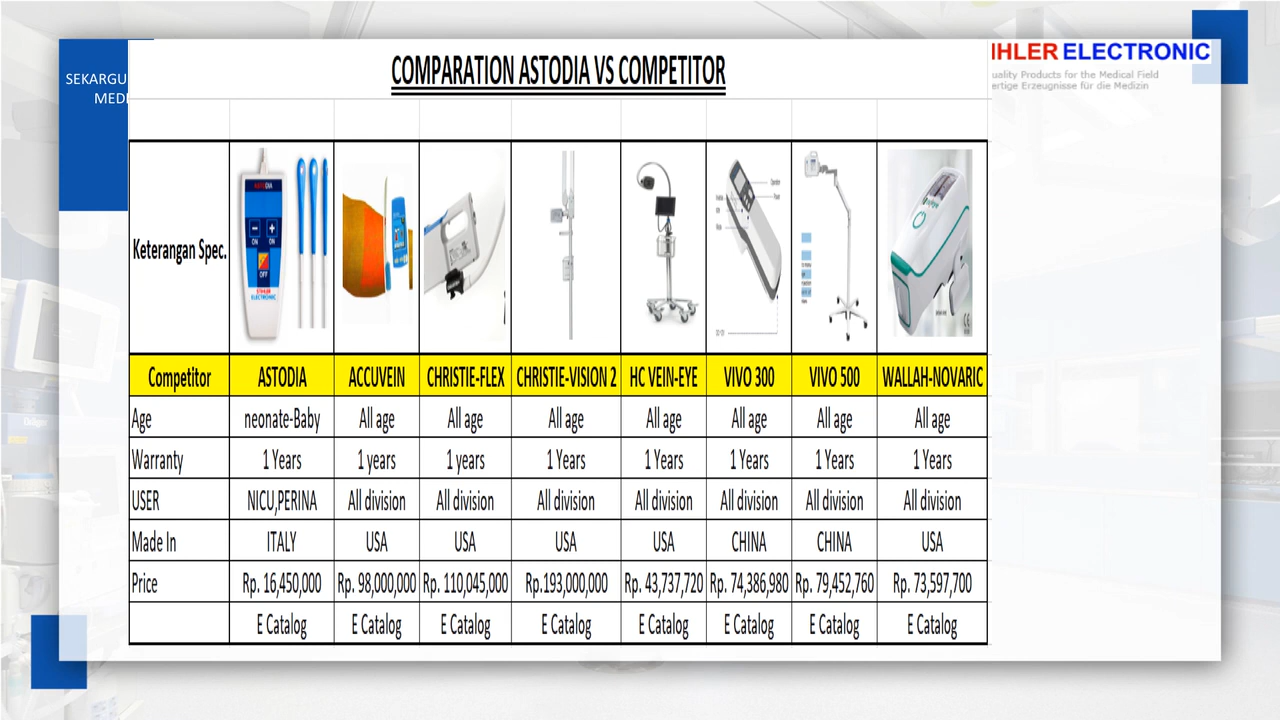 SEKARGU
MEDI
IHLER ELECTRONIC
uality Products for the Medical Field
ertige Erzeugnisse für die Medizin
COMPARATION ASTODIA VS COMPETITOR
Keterangan Spec.
ON ON
OFF
ELECTRONIC
Competitor ASTODIA ACCUVEIN CHRISTIE-FLEX CHRISTIE-VISION 2 HC VEIN-EYE VIVO 300 VIVO 500 WALLAH-NOVARIC
Age neonate-Baby All age All age All age All age All age All age All age
Warranty 1 Years 1 years 1 years 1 Years 1 Years 1 Years 1 Years 1 Years
USER NICU,PERINA All division All division All division All division All division All division All division
Made In ITALY USA USA USA USA CHINA CHINA USA
Price Rp. 16,450,000 Rp. 98,000,000 Rp. 110,045,000 Rp.193,000,000 Rp. 43,737,720 Rp. 74,386,980 Rp. 79,452,760 Rp. 73,597,700
E Catalog E Catalog E Catalog E Catalog E Catalog E Catalog E Catalog E Catalog